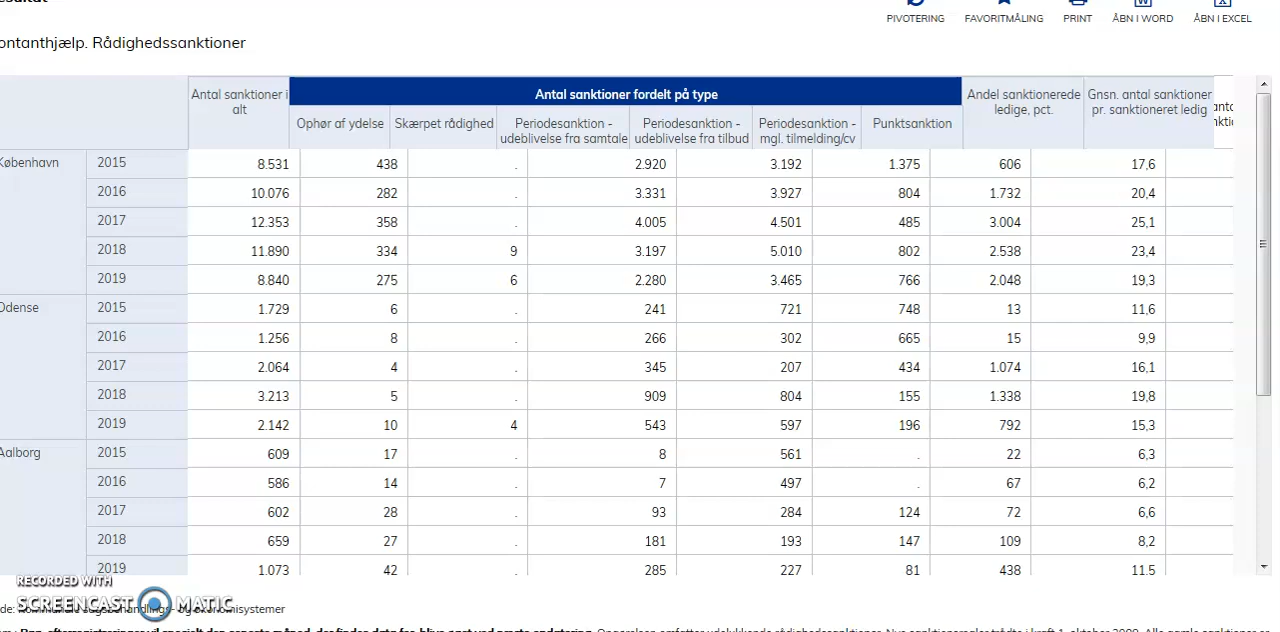 PIVOTERING FAVORITMÅLING PRINT ÅBN I WORD ÅBN I EXCEL
ontanthjælp. Rådighedssanktioner
Antal sanktioner i alt
Antal sanktioner fordelt på type
Andel sanktionerede ledige, pct.
Gnsn. antal sanktioner pr. sanktioneret ledig
Ophør af ydelse
Skærpet rådighed
Periodesanktion - udeblivelse fra samtale
Periodesanktion - udeblivelse fra tilbud
Periodesanktion - mgl. tilmelding/cv
Punktsanktion
København 2015 8.531 438 . 2.920 3.192 1.375 606 17,6
2016 10.076 282 . 3.331 3.927 804 1.732 20,4
2017 12.353 358 . 4.005 4.501 485 3.004 25,1
2018 11.890 334 9 3.197 5.010 802 2.538 23,4
2019 8.840 275 6 2.280 3.465 766 2.048 19,3
Odense 2015 1.729 6 . 241 721 748 13 11,6
2016 1.256 8 . 266 302 665 15 9,9
2017 2.064 4 . 345 207 434 1.074 16,1
2018 3.213 5 . 909 804 155 1.338 19,8
2019 2.142 10 4 543 597 196 792 15,3
Aalborg 2015 609 17 . 8 561 . 22 6,3
2016 586 14 . 7 497 . 67 6,2
2017 602 28 . 93 284 124 72 6,6
2018 659 27 . 181 193 147 109 8,2
2019 1.073 42 . 285 227 81 438 11,5
RECORDED WITH
SCREENCAST MATIC
de: Kommunale sagsbehandlings- og økonomisystemer